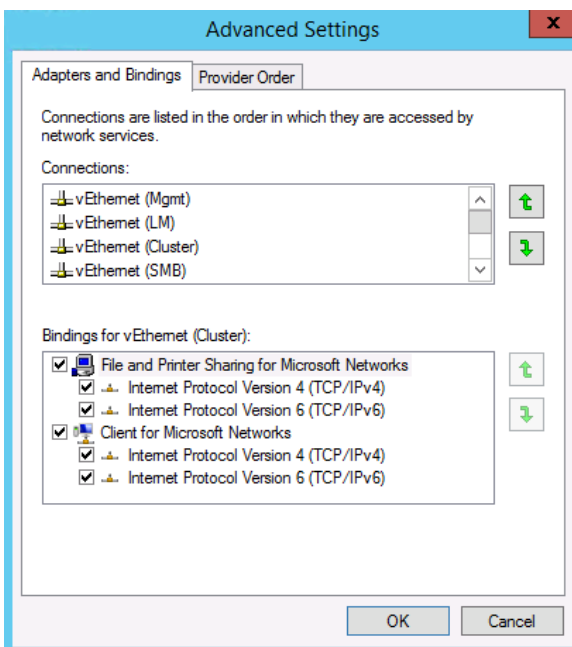 Advanced Settings
x
Adapters and Bindings
Provider Order
Connections are listed in the order in which they are accessed by
network services.
Connections:
vEthernet (Mgmt)
vEthernet (LM)
vEthernet (Cluster)
vEthernet (SMB)
Bindings for vEthernet (Cluster):
File and Printer Sharing for Microsoft Networks
Internet Protocol Version 4 (TCP/IPv4)
Internet Protocol Version 6 (TCP/IPv6)
Client for Microsoft Networks
Internet Protocol Version 4 (TCP/IPv4)
Internet Protocol Version 6 (TCP/IPv6)
OK
Cancel